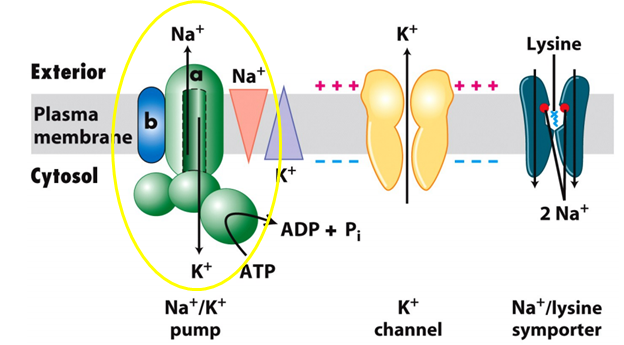 Na⁺
K⁺
Lysine
Exterior
a
Na⁺
+ + +
+ + +
Plasma
membrane
b
Cytosol
K⁺
– – –
– – –
2 Na⁺
ADP + Pᵢ
K⁺
ATP
Na⁺/K⁺
pump
K⁺
channel
Na⁺/lysine
symporter